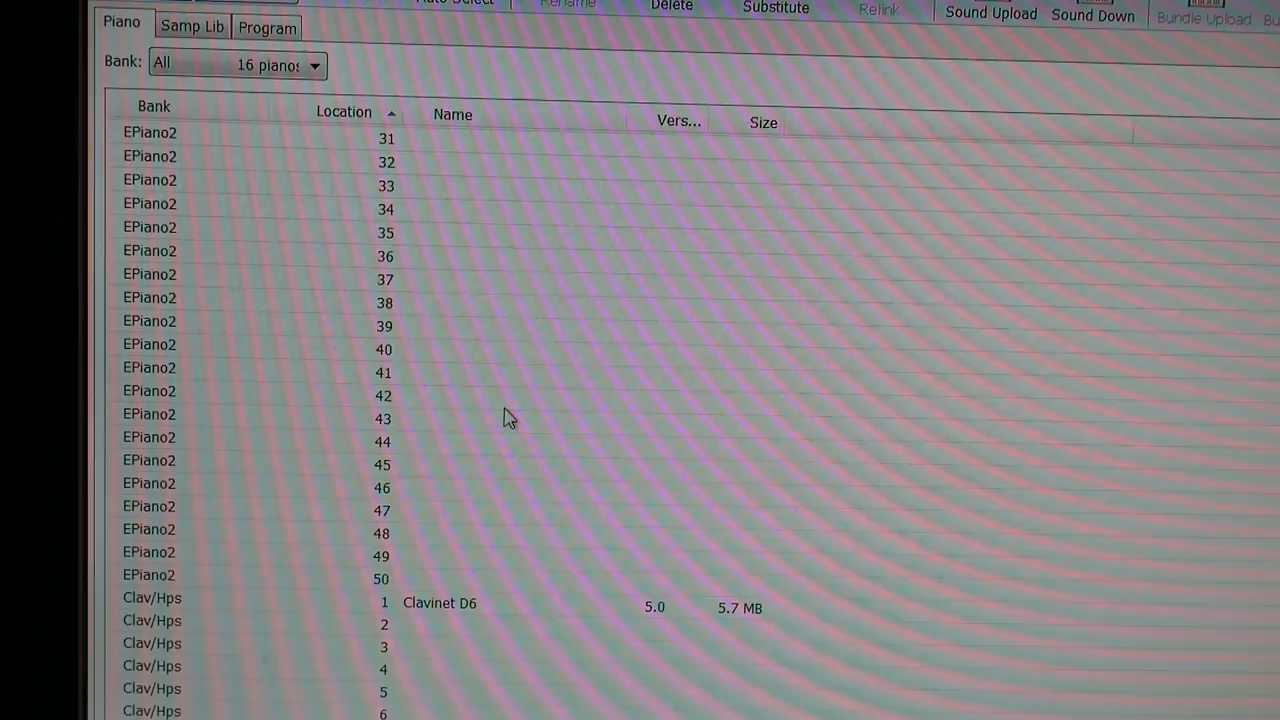 Auto Select Rename Delete Substitute Relink Sound Upload Sound Down Bundle Upload Bu
Piano Samp Lib Program
Bank: All 16 pianos
Bank Location Name Vers... Size
EPiano2 31
EPiano2 32
EPiano2 33
EPiano2 34
EPiano2 35
EPiano2 36
EPiano2 37
EPiano2 38
EPiano2 39
EPiano2 40
EPiano2 41
EPiano2 42
EPiano2 43
EPiano2 44
EPiano2 45
EPiano2 46
EPiano2 47
EPiano2 48
EPiano2 49
EPiano2 50
Clav/Hps 1 Clavinet D6 5.0 5.7 MB
Clav/Hps 2
Clav/Hps 3
Clav/Hps 4
Clav/Hps 5
Clav/Hps 6